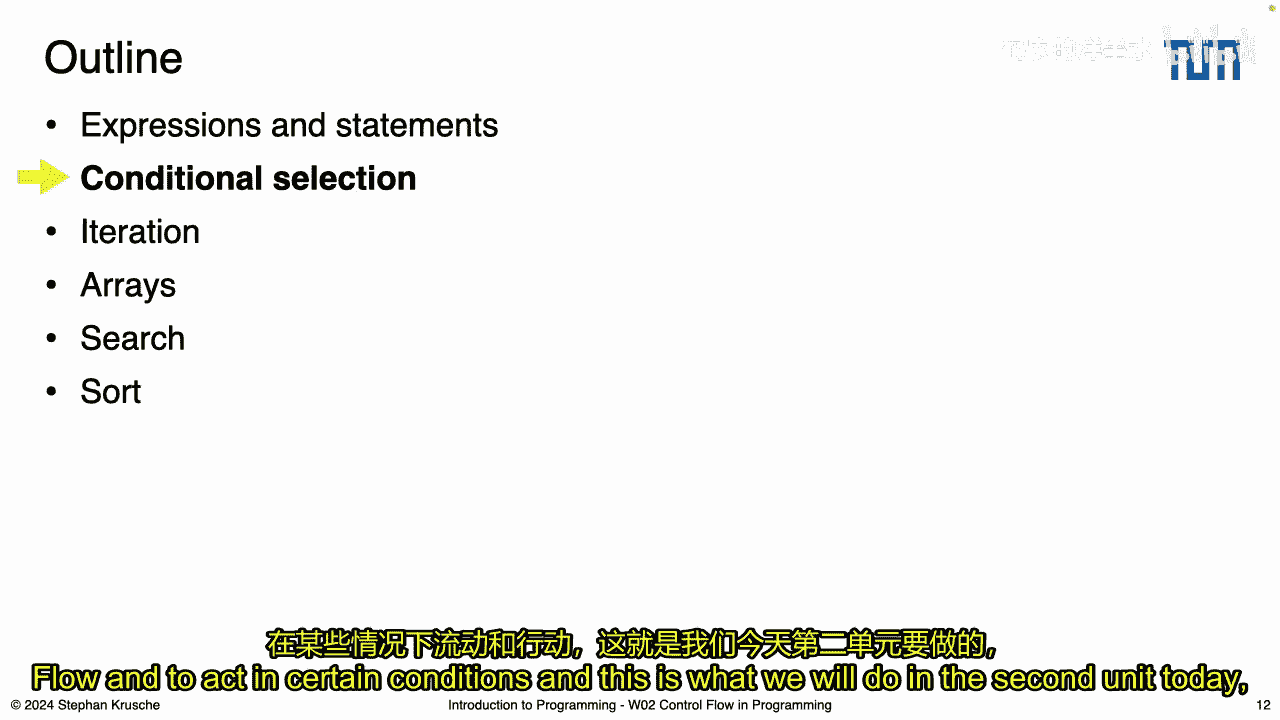 Outline
• Expressions and statements
Conditional selection
• Iteration
• Arrays
• Search
• Sort
在某些情况下流动和行动，这就是我们今天第二单元要做的，
Flow and to act in certain conditions and this is what we will do in the second unit today,
© 2024 Stephan Krusche
Introduction to Programming - W02 Control Flow in Programming
12